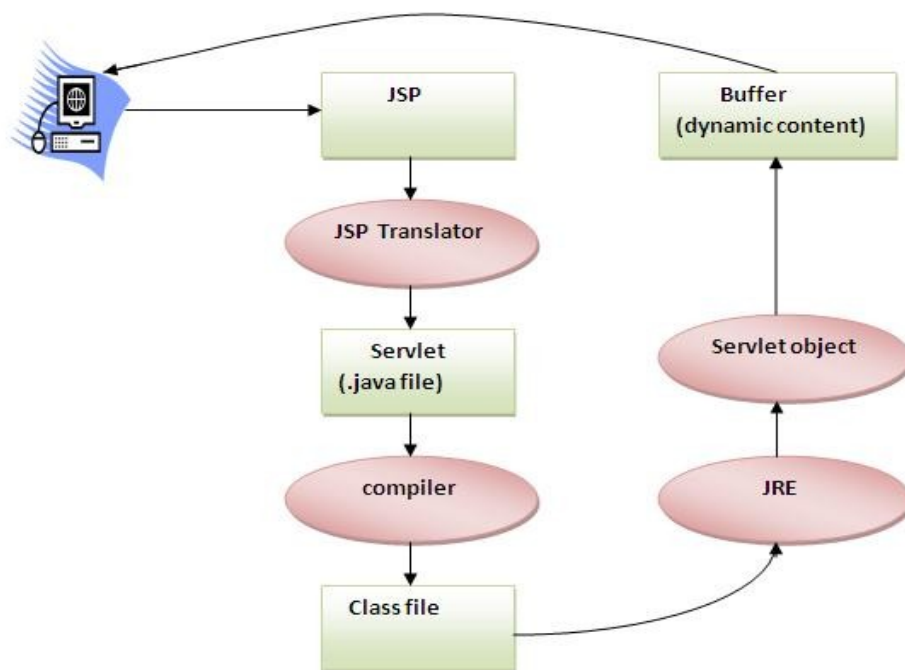 JSP
JSP Translator
Servlet
(.java file)
compiler
Class file
JRE
Servlet object
Buffer
(dynamic content)